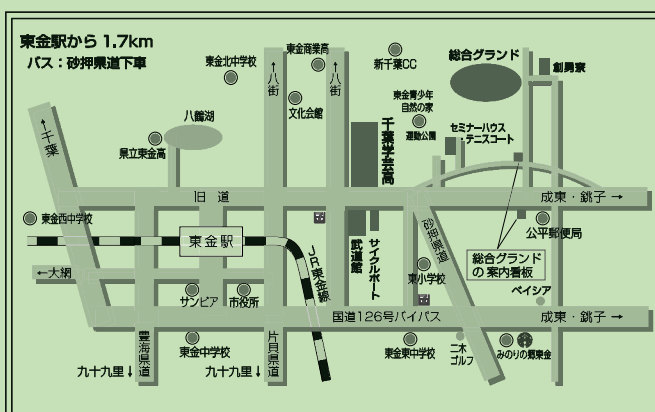 東金駅から 1.7km
バス：砂押県道下車
東金商業高
←八街
←八街
新千葉CC
総合グランド
創勇寮
東金北中学校
文化会館
東金青少年
自然の家
運動公園
セミナーハウス
・テニスコート
←千葉
八鶴湖
県立東金高
千葉学芸高
旧 道
成東・銚子 →
東金西中学校
東金駅
JR東金線
武道館
サイクルポート
砂押県道
公平郵便局
総合グランド
の案内看板
←大網
サンピア
市役所
東小学校
ベイシア
国道126号バイパス
成東・銚子 →
東金中学校
東金東中学校
二木
ゴルフ
みのりの郷東金
豊海県道
片貝県道
九十九里↓
九十九里↓